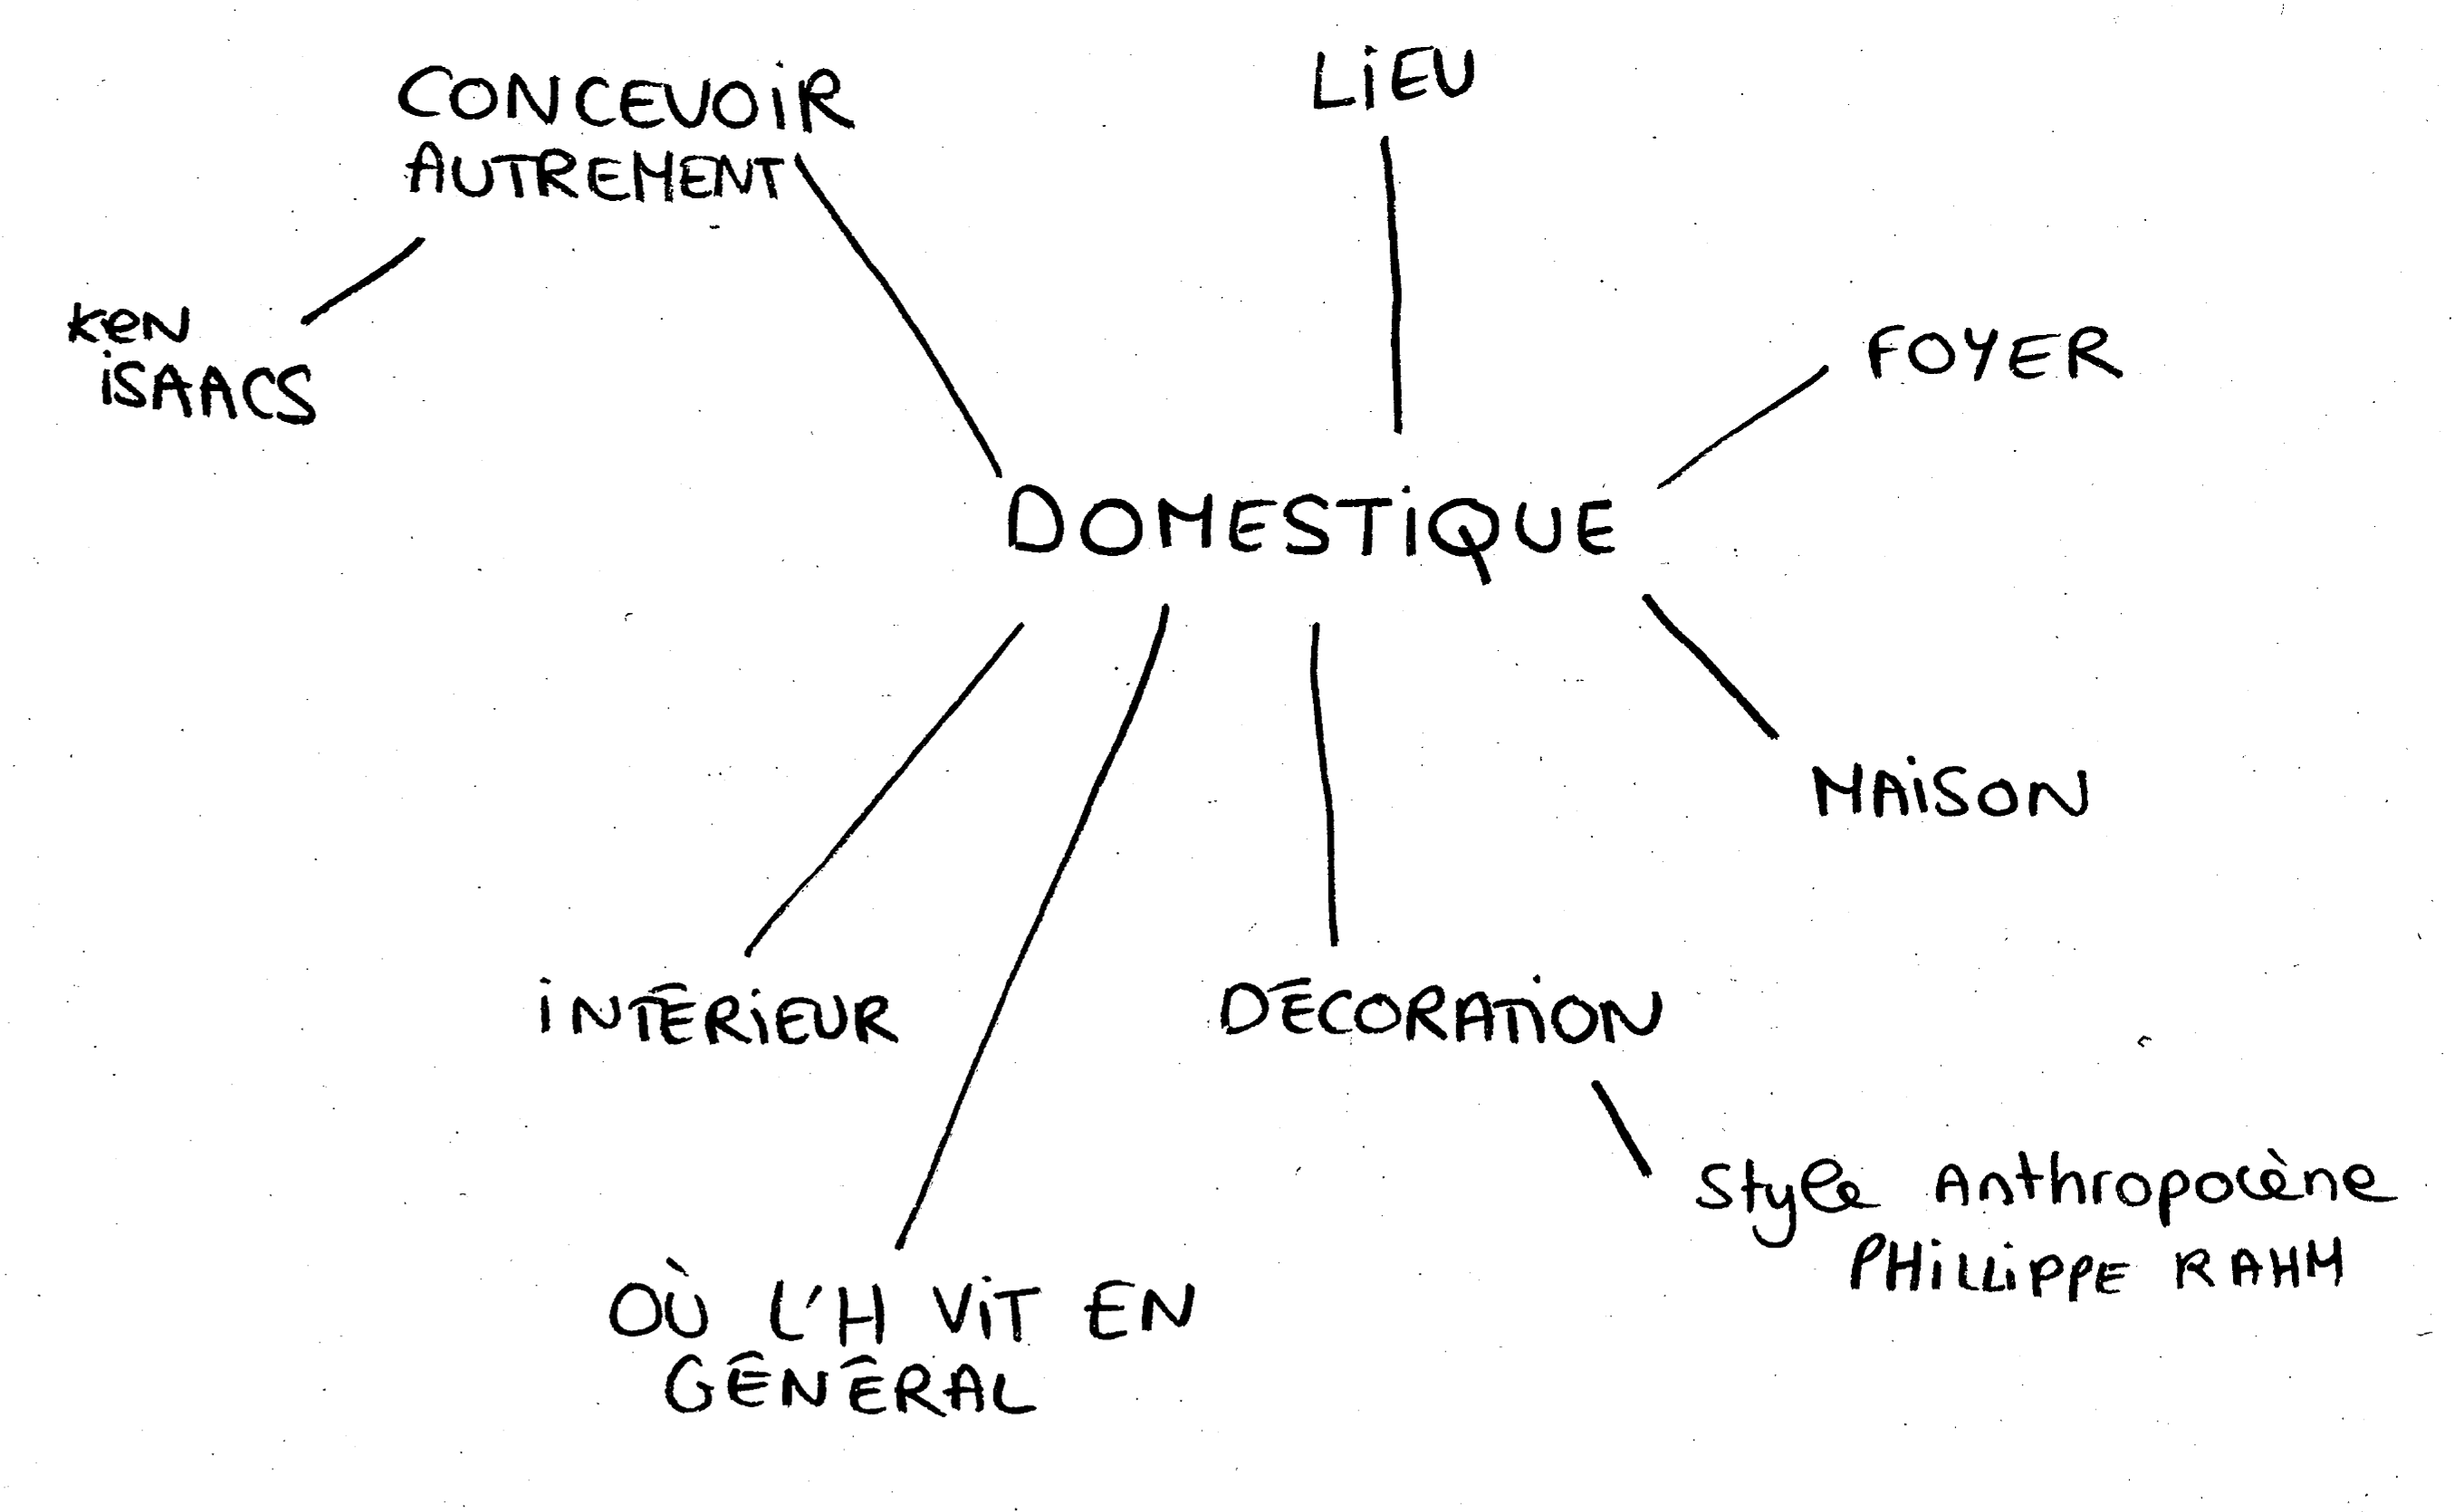 CONCEVOiR
AUTREMENT
LiEU
KEN
iSAACS
FOYER
DOMESTiQUE
MAiSON
iNTÉRiEUR
DÉCORATiON
Style Anthropocène
PHiLLiPPE RAHM
OÙ L'H ViT EN
GÉNÉRAL